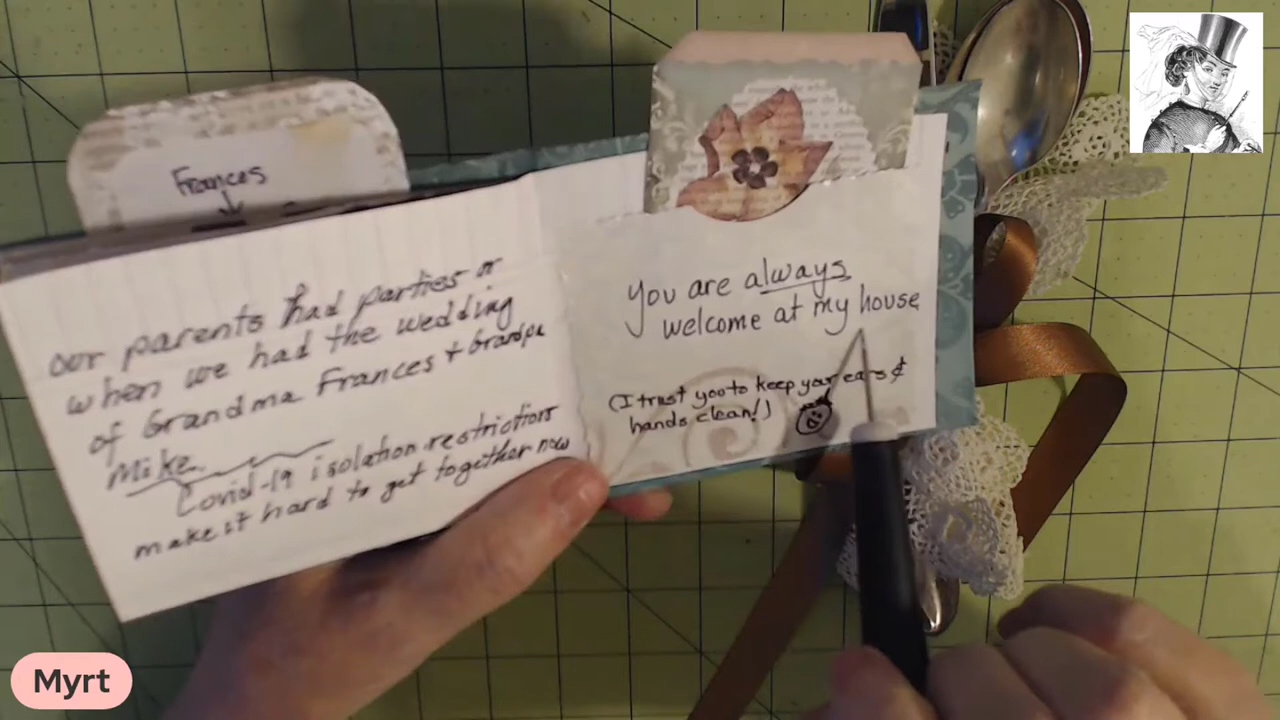 Frances
our parents had parties or
when we had the wedding
of Grandma Frances + Grandpa
Mike.
Covid-19 isolation restrictions
make it hard to get together now
You are always
welcome at my house
(I trust you to keep your ears &
hands clean!)
Myrt